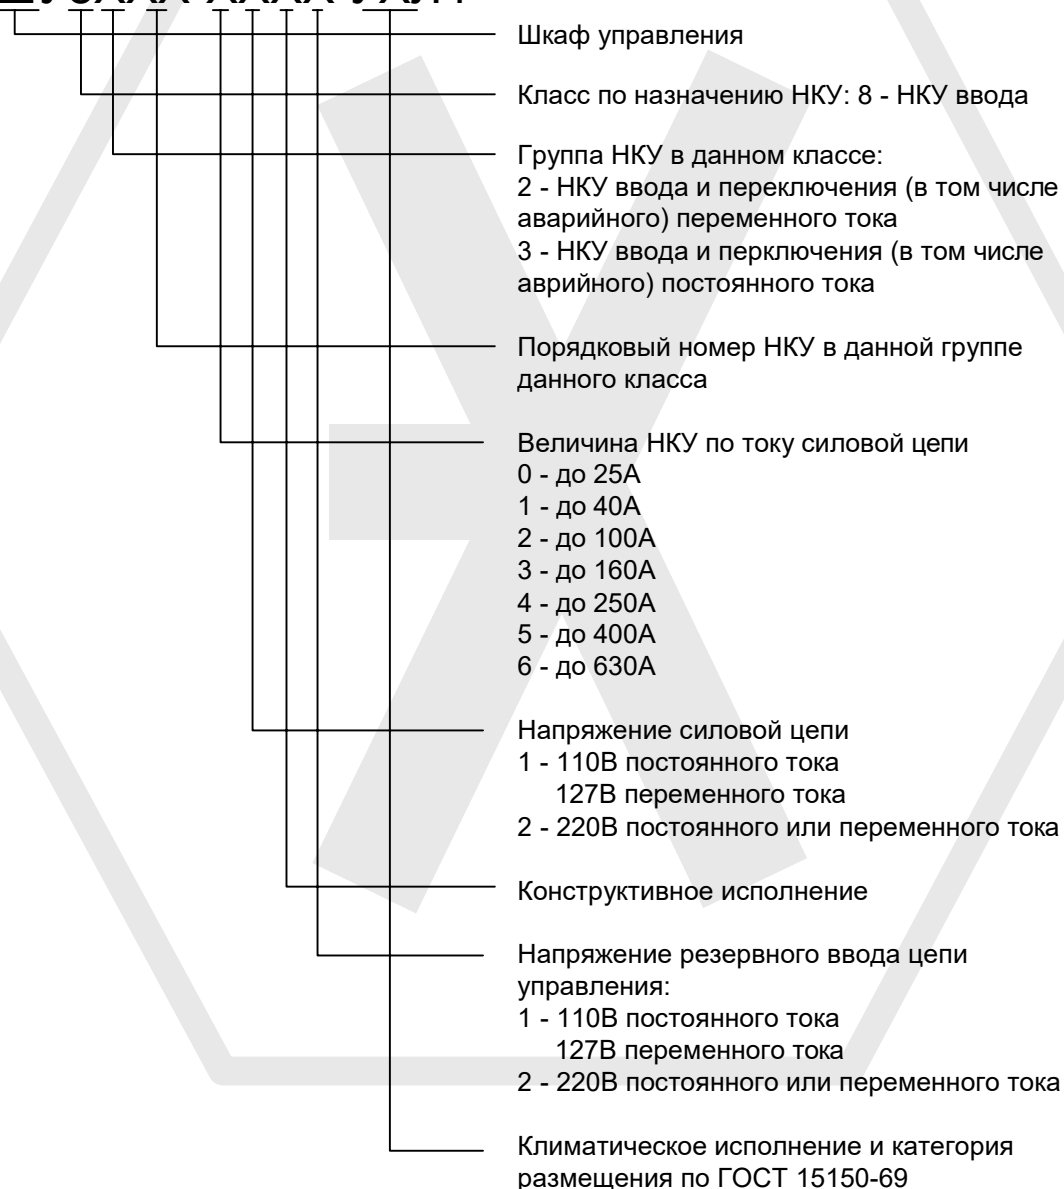 Шкаф управления
Класс по назначению НКУ: 8 - НКУ ввода
Группа НКУ в данном классе:
2 - НКУ ввода и переключения (в том числе
аварийного) переменного тока
3 - НКУ ввода и перключения (в том числе
аврийного) постоянного тока
Порядковый номер НКУ в данной группе
данного класса
Величина НКУ по току силовой цепи
0 - до 25А
1 - до 40А
2 - до 100А
3 - до 160А
4 - до 250А
5 - до 400А
6 - до 630А
Напряжение силовой цепи
1 - 110В постоянного тока
127В переменного тока
2 - 220В постоянного или переменного тока
Конструктивное исполнение
Напряжение резервного ввода цепи
управления:
1 - 110В постоянного тока
127В переменного тока
2 - 220В постоянного или переменного тока
Климатическое исполнение и категория
размещения по ГОСТ 15150-69